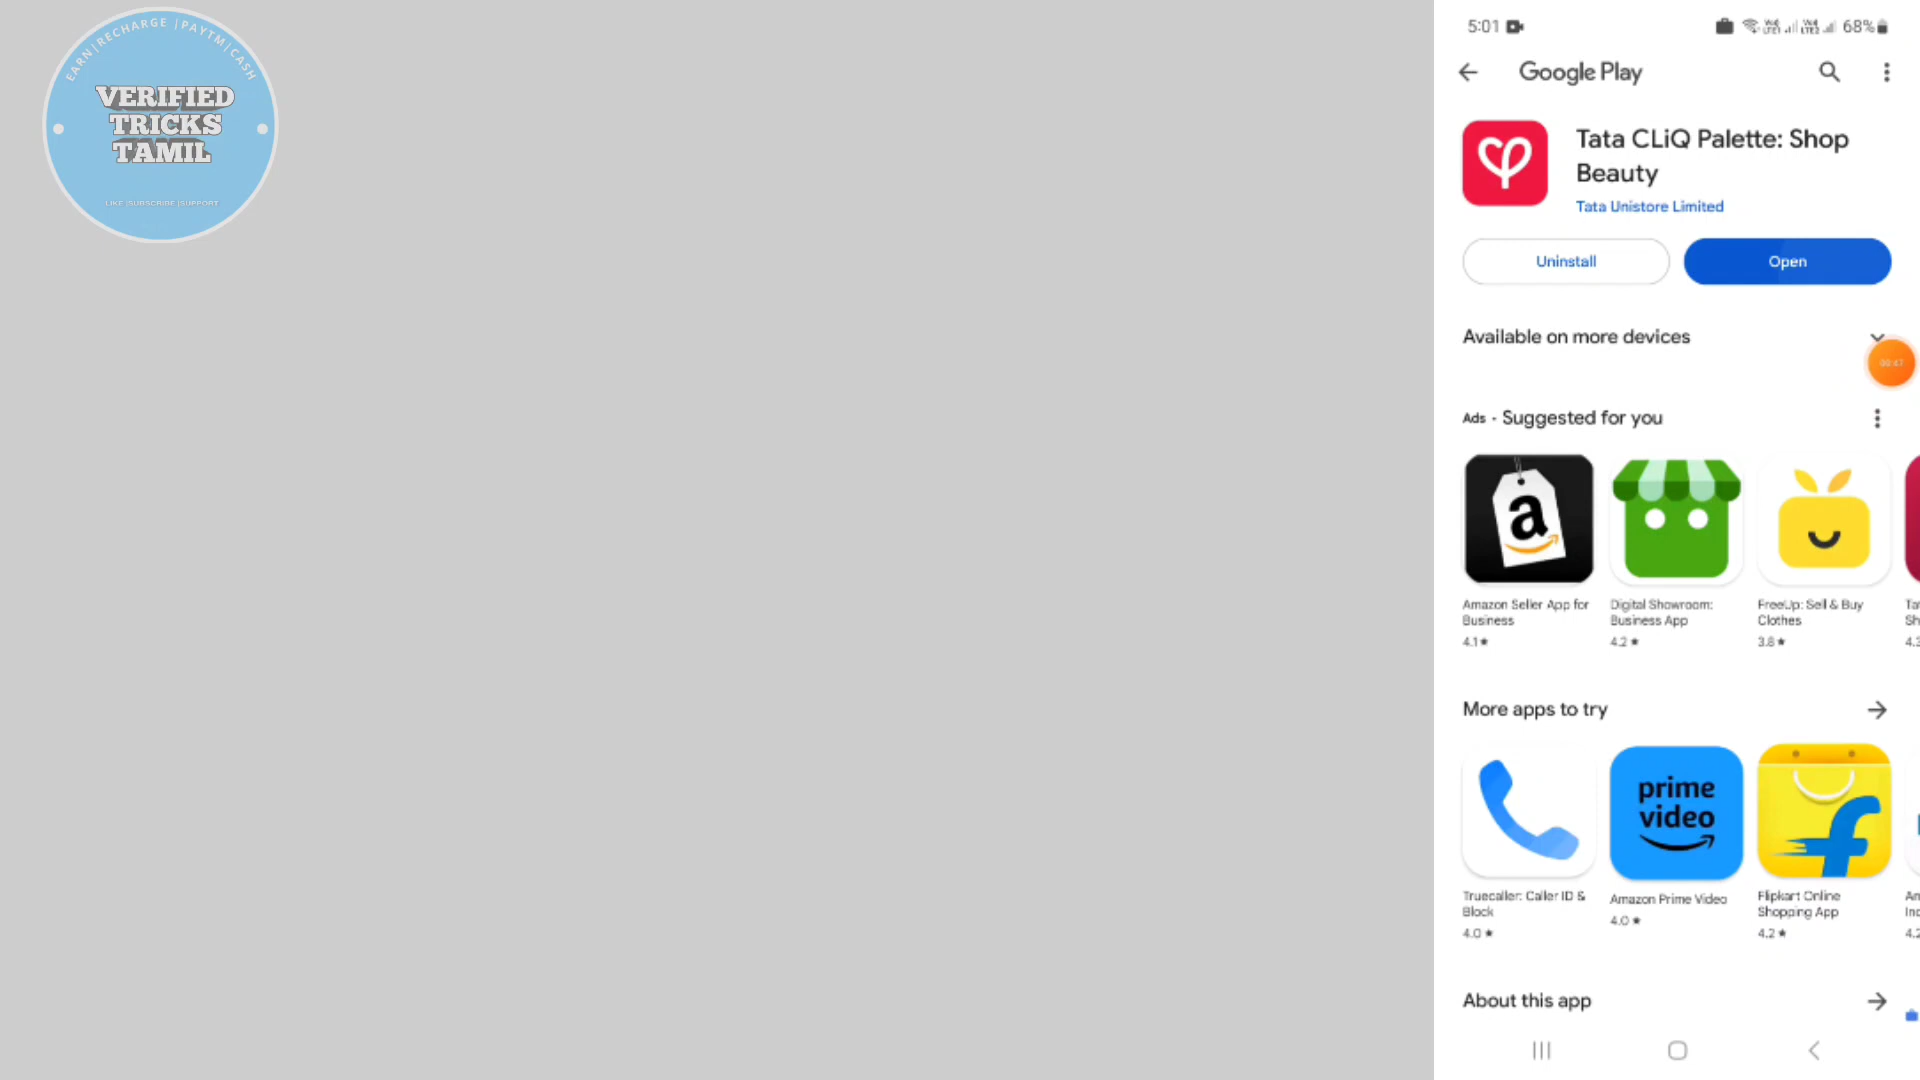 EARN|RECHARGE |PAYTM|CASH
VERIFIED
TRICKS
TAMIL
LIKE |SUBSCRIBE |SUPPORT
5:01
68%
Google Play
Tata CLiQ Palette: Shop
Beauty
Tata Unistore Limited
Uninstall
Open
Available on more devices
00:47
Ads · Suggested for you
a
Amazon Seller App for
Business
4.1★
Digital Showroom:
Business App
4.2 ★
FreeUp: Sell & Buy
Clothes
3.8★
More apps to try
prime
video
f
Truecaller: Caller ID &
Block
4.0 ★
Amazon Prime Video
4.0 ★
Flipkart Online
Shopping App
4.2★
About this app